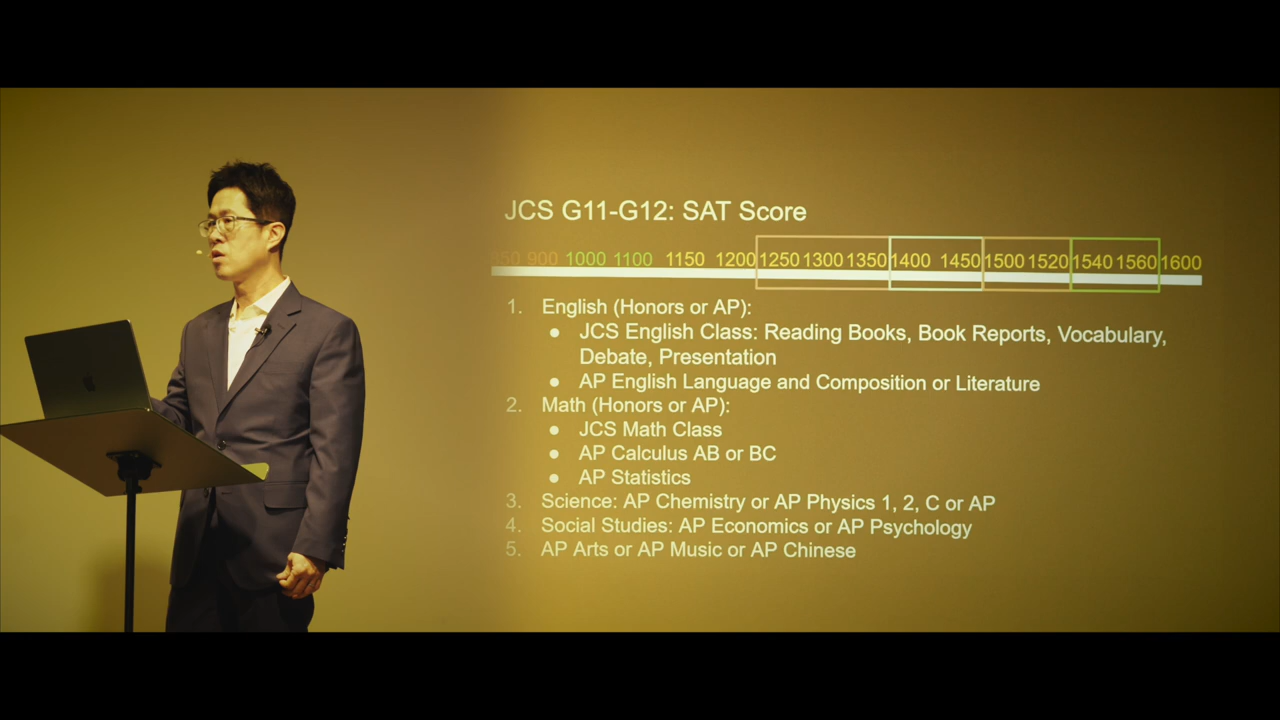 JCS G11-G12: SAT Score
900 1000 1100 1150 1200 1250 1300 1350 1400 1450 1500 1520 1540 1560 1600
1. English (Honors or AP):
● JCS English Class: Reading Books, Book Reports, Vocabulary,
Debate, Presentation
● AP English Language and Composition or Literature
2. Math (Honors or AP):
● JCS Math Class
● AP Calculus AB or BC
● AP Statistics
3. Science: AP Chemistry or AP Physics 1, 2, C or AP
4. Social Studies: AP Economics or AP Psychology
5. AP Arts or AP Music or AP Chinese